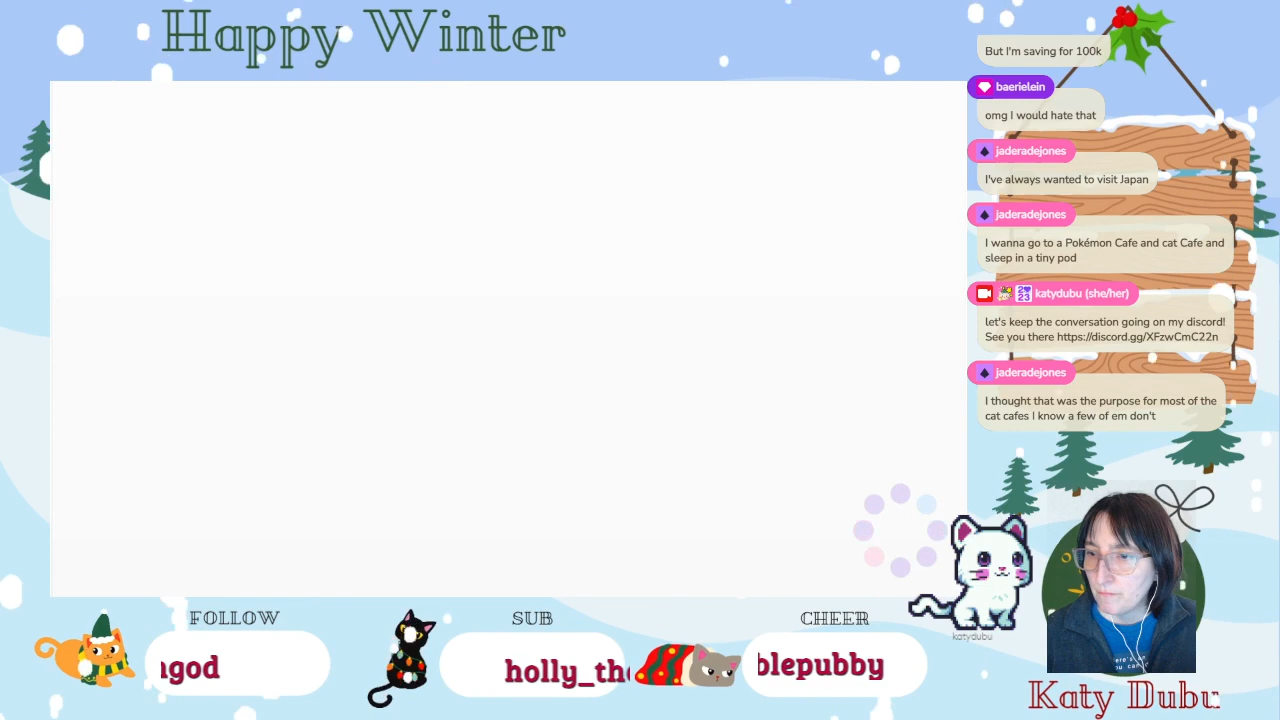 Happy Winter
But I'm saving for 100k
baerielein
omg I would hate that
jaderadejones
I've always wanted to visit Japan
jaderadejones
I wanna go to a Pokémon Cafe and cat Cafe and
sleep in a tiny pod
katydubu (she/her)
let's keep the conversation going on my discord!
See you there https://discord.gg/XFzwCmC22n
jaderadejones
I thought that was the purpose for most of the
cat cafes I know a few of em don't
katydubu
FOLLOW
SUB
CHEER
agod
holly_the
blepubby
Katy Dubu